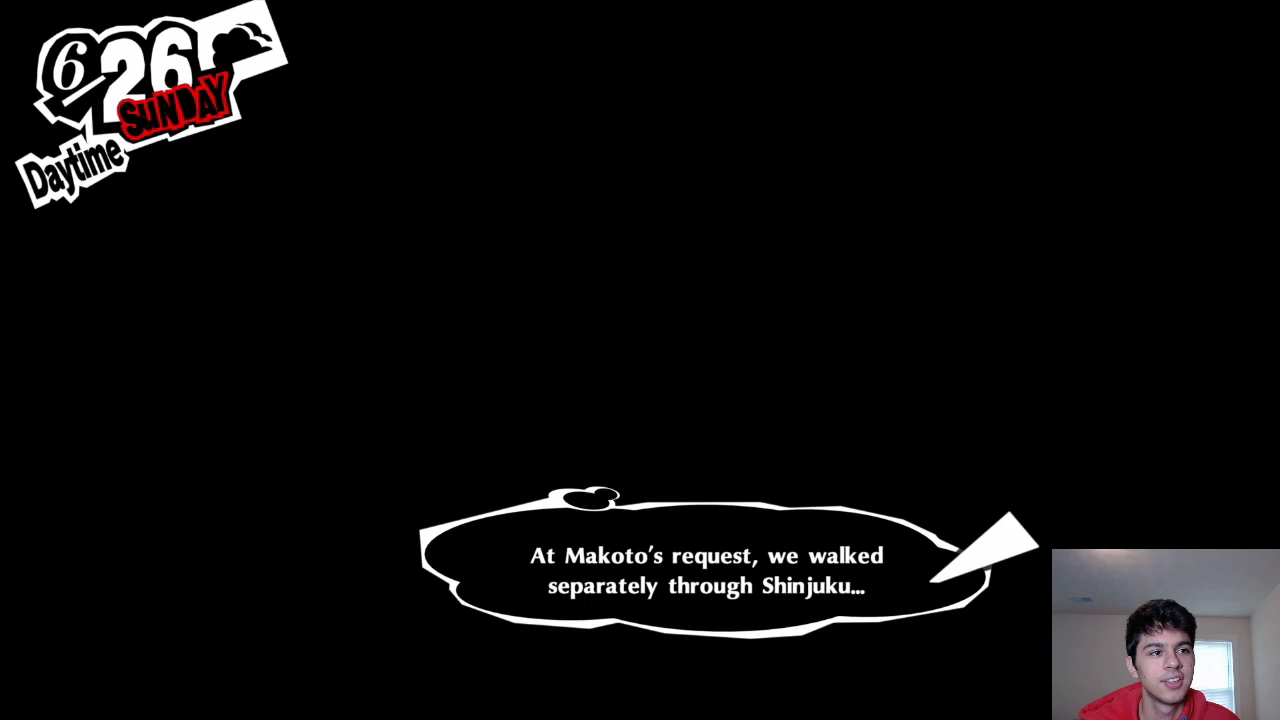 6/26
SUNDAY
Daytime
At Makoto's request, we walked
separately through Shinjuku...